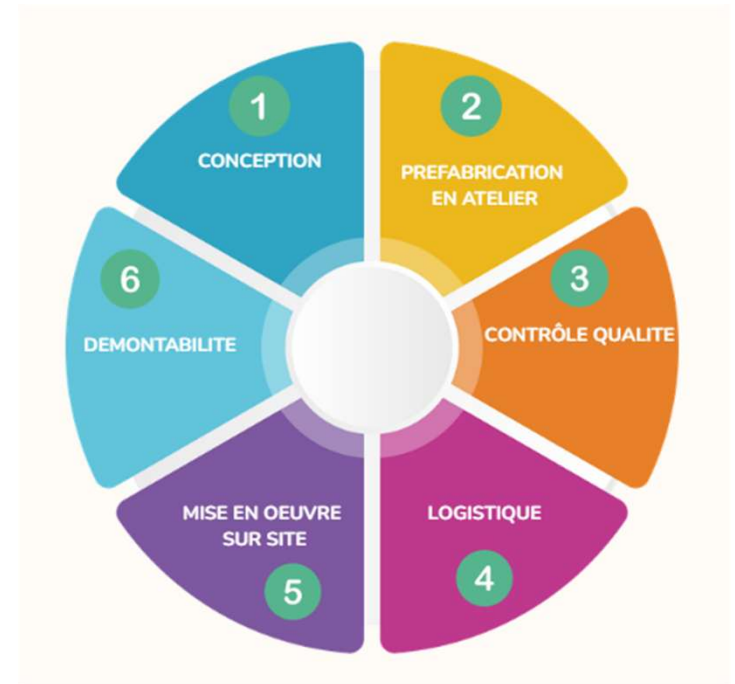 1
CONCEPTION
2
PREFABRICATION
EN ATELIER
3
CONTRÔLE QUALITE
4
LOGISTIQUE
5
MISE EN OEUVRE
SUR SITE
6
DEMONTABILITE